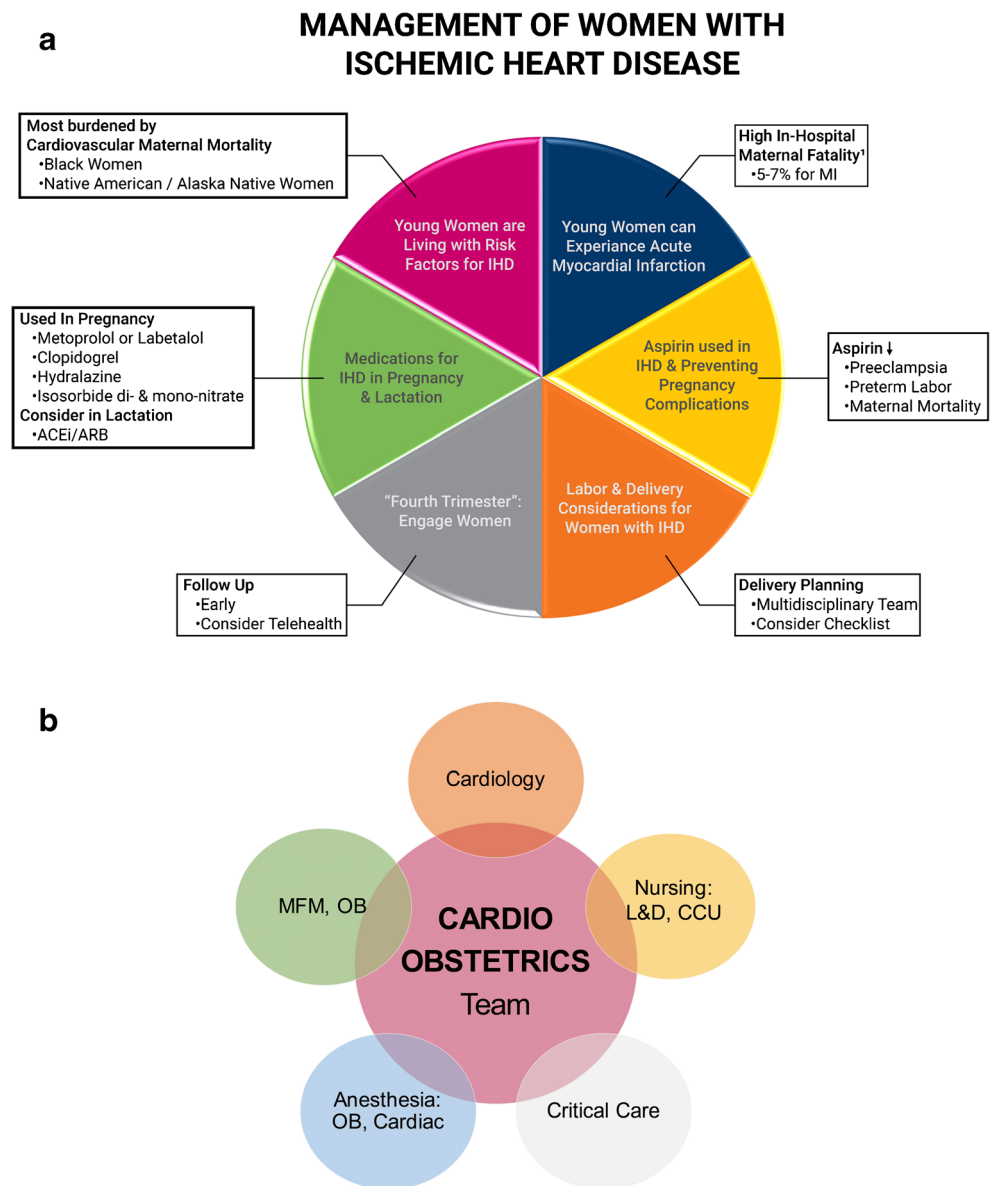 a
MANAGEMENT OF WOMEN WITH
ISCHEMIC HEART DISEASE
Most burdened by
Cardiovascular Maternal Mortality
•Black Women
•Native American / Alaska Native Women
High In-Hospital
Maternal Fatality¹
•5-7% for MI
Young Women are
Living with Risk
Factors for IHD
Young Women can
Experiance Acute
Myocardial Infarction
Used In Pregnancy
•Metoprolol or Labetalol
•Clopidogrel
•Hydralazine
•Isosorbide di- & mono-nitrate
Consider in Lactation
•ACEi/ARB
Medications for
IHD in Pregnancy
& Lactation
Aspirin used in
IHD & Preventing
Pregnancy
Complications
Aspirin ↓
•Preeclampsia
•Preterm Labor
•Maternal Mortality
“Fourth Trimester”:
Engage Women
Labor & Delivery
Considerations for
Women with IHD
Follow Up
•Early
•Consider Telehealth
Delivery Planning
•Multidisciplinary Team
•Consider Checklist
b
Cardiology
MFM, OB
Nursing:
L&D, CCU
CARDIO
OBSTETRICS
Team
Anesthesia:
OB, Cardiac
Critical Care